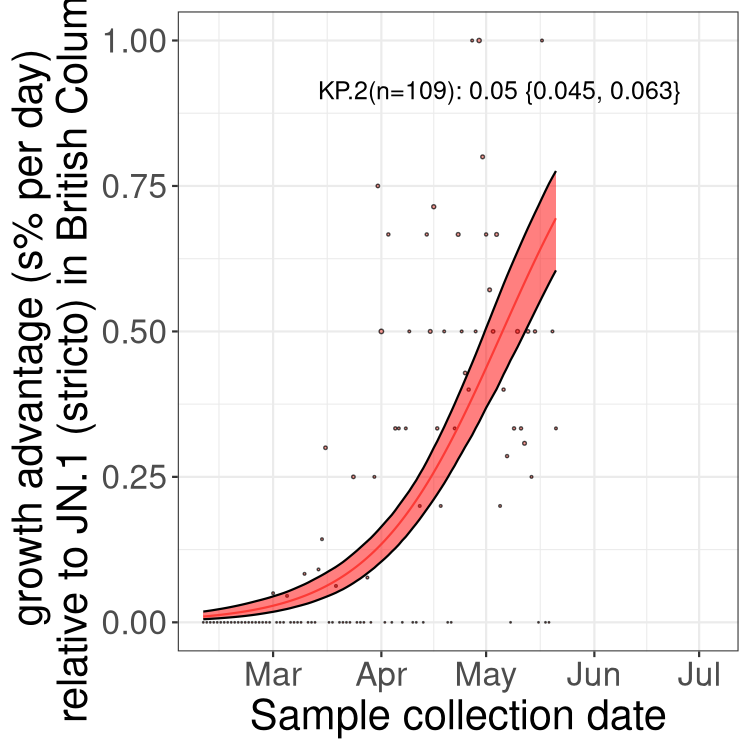 growth advantage (s% per day)
relative to JN.1 (stricto) in British Colum
1.00
0.75
0.50
0.25
0.00
KP.2(n=109): 0.05 {0.045, 0.063}
Mar Apr May Jun Jul
Sample collection date